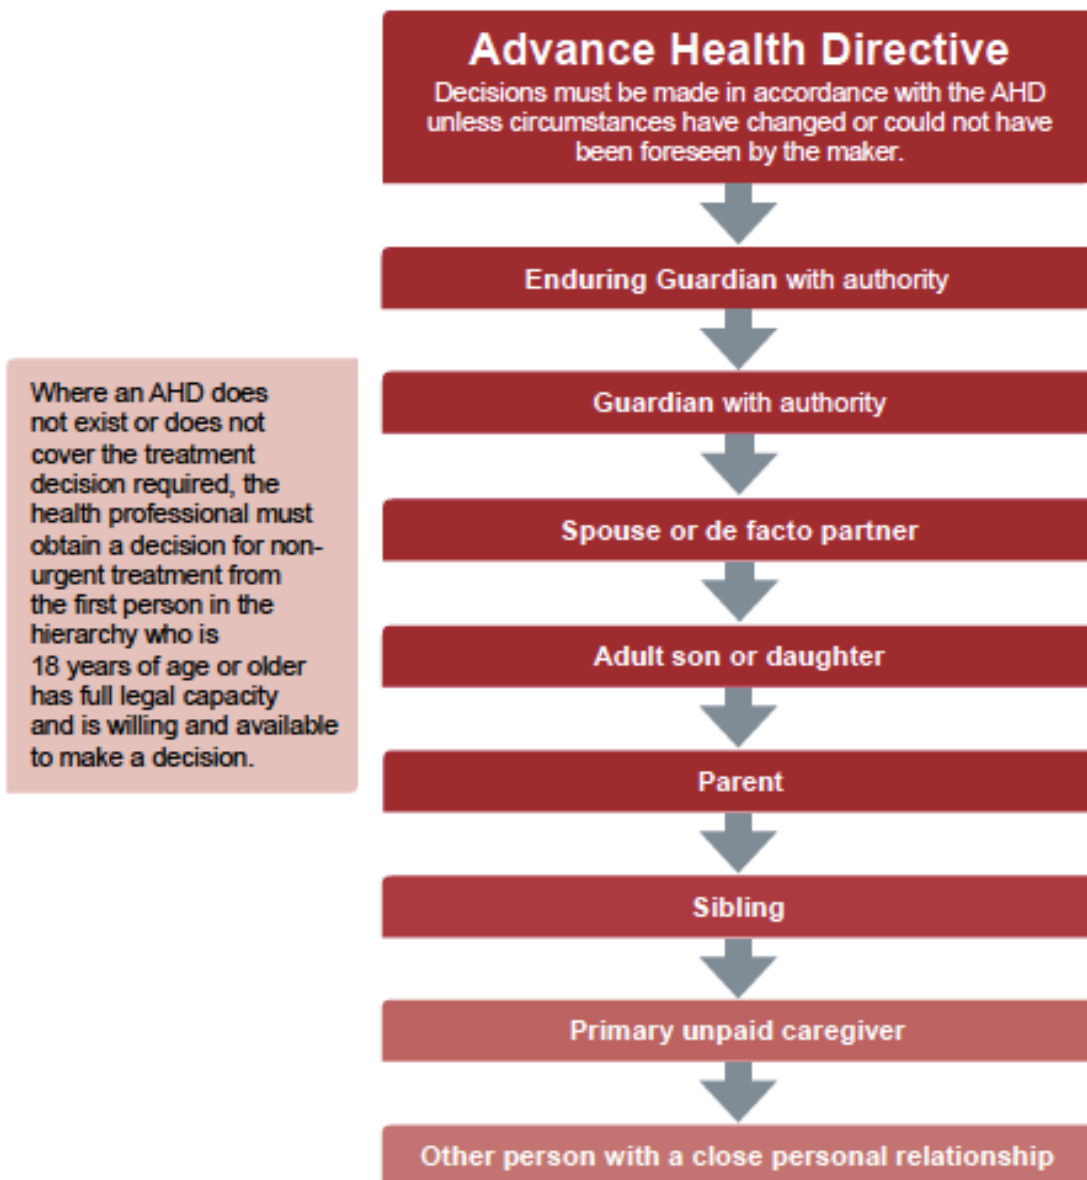 Advance Health Directive
Decisions must be made in accordance with the AHD
unless circumstances have changed or could not have
been foreseen by the maker.
Enduring Guardian with authority
Guardian with authority
Spouse or de facto partner
Adult son or daughter
Parent
Sibling
Primary unpaid caregiver
Other person with a close personal relationship
Where an AHD does
not exist or does not
cover the treatment
decision required, the
health professional must
obtain a decision for non-
urgent treatment from
the first person in the
hierarchy who is
18 years of age or older
has full legal capacity
and is willing and available
to make a decision.